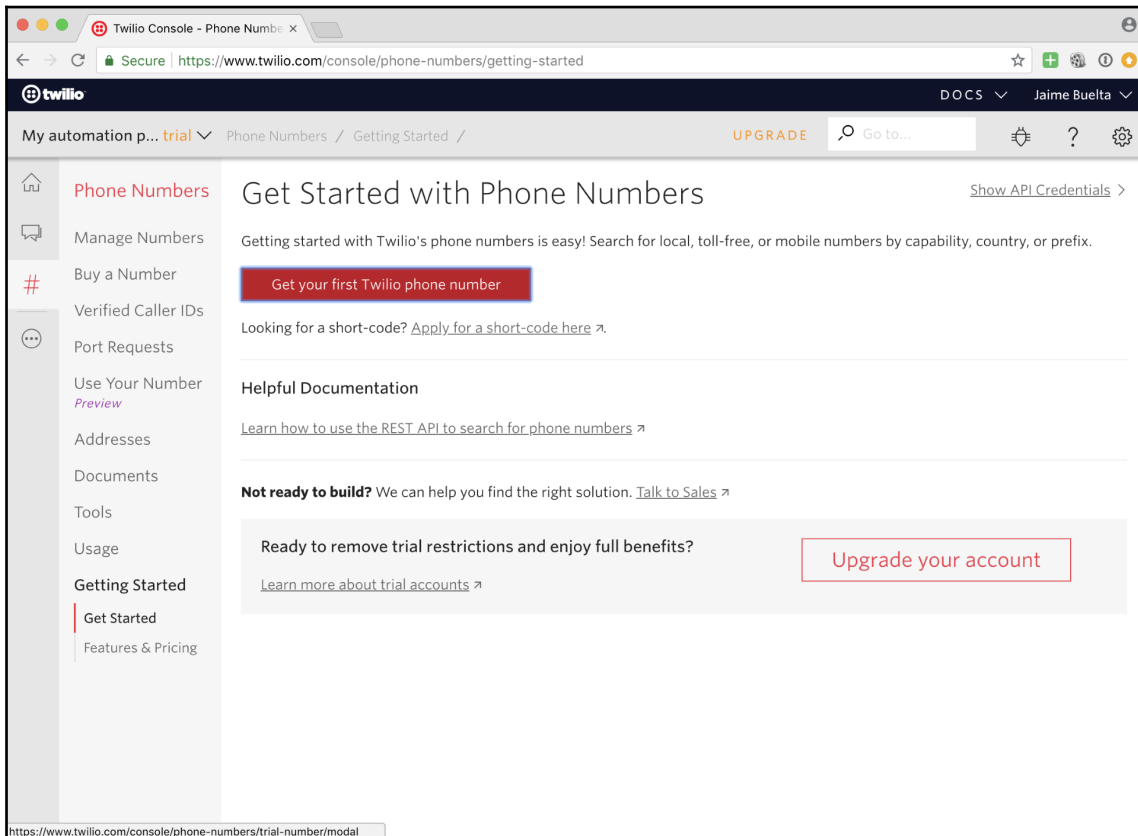 Twilio Console - Phone Numbe
Secure https://www.twilio.com/console/phone-numbers/getting-started
twilio DOCS Jaime Buelta
My automation p... trial Phone Numbers / Getting Started / UPGRADE Go to... ?
Phone Numbers
Manage Numbers
Buy a Number
#
Verified Caller IDs
Port Requests
Use Your Number
Preview
Addresses
Documents
Tools
Usage
Getting Started
Get Started
Features & Pricing
Get Started with Phone Numbers
Show API Credentials >
Getting started with Twilio's phone numbers is easy! Search for local, toll-free, or mobile numbers by capability, country, or prefix.
Get your first Twilio phone number
Looking for a short-code? Apply for a short-code here.
Helpful Documentation
Learn how to use the REST API to search for phone numbers
Not ready to build? We can help you find the right solution. Talk to Sales
Ready to remove trial restrictions and enjoy full benefits?
Learn more about trial accounts
Upgrade your account
https://www.twilio.com/console/phone-numbers/trial-number/modal